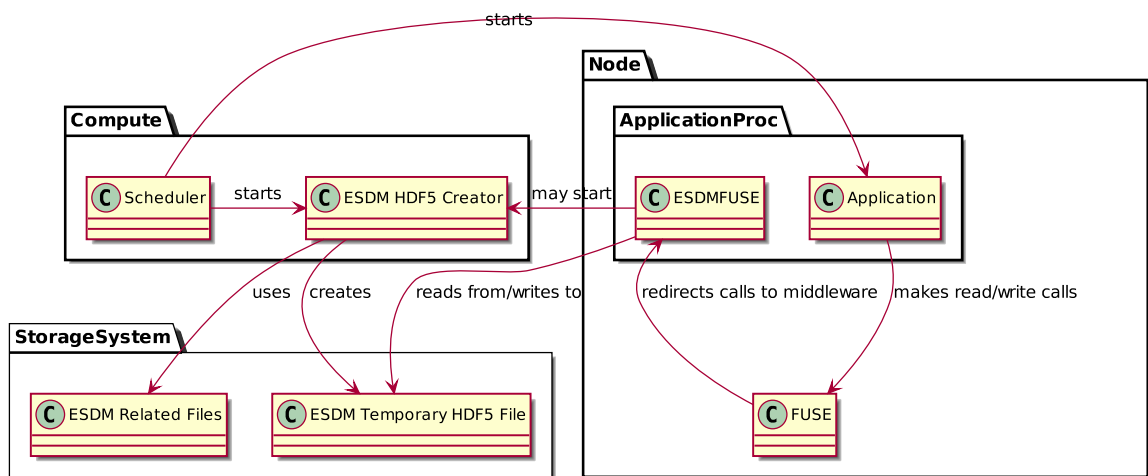 starts
Node
Compute
ApplicationProc
C Scheduler
starts
C ESDM HDF5 Creator
may start
C ESDMFUSE
C Application
uses
creates
reads from/writes to
redirects calls to middleware
makes read/write calls
StorageSystem
C ESDM Related Files
C ESDM Temporary HDF5 File
C FUSE